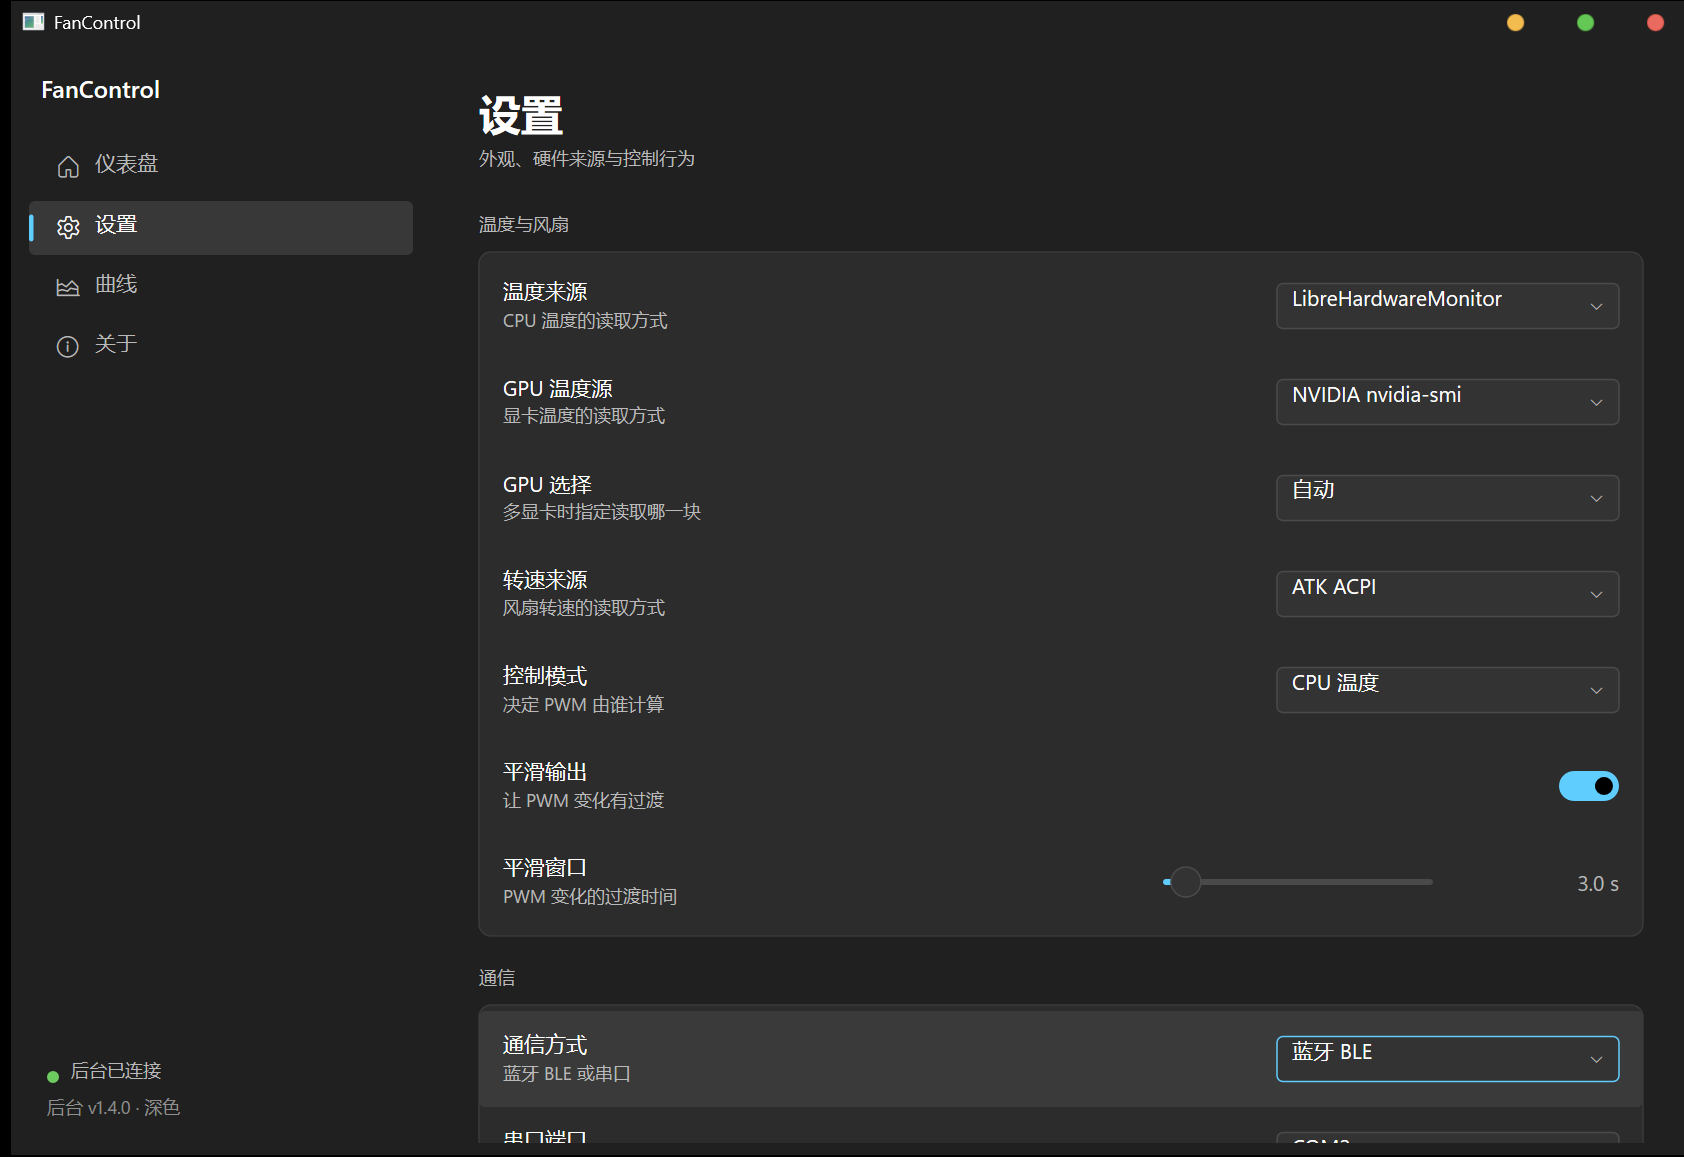 FanControl
FanControl
仪表盘
设置
曲线
关于
后台已连接
后台 v1.4.0 · 深色
设置
外观、硬件来源与控制行为
温度与风扇
温度来源
CPU 温度的读取方式
LibreHardwareMonitor
GPU 温度源
显卡温度的读取方式
NVIDIA nvidia-smi
GPU 选择
多显卡时指定读取哪一块
自动
转速来源
风扇转速的读取方式
ATK ACPI
控制模式
决定 PWM 由谁计算
CPU 温度
平滑输出
让 PWM 变化有过渡
平滑窗口
PWM 变化的过渡时间
3.0 s
通信
通信方式
蓝牙 BLE 或串口
蓝牙 BLE
串口端口